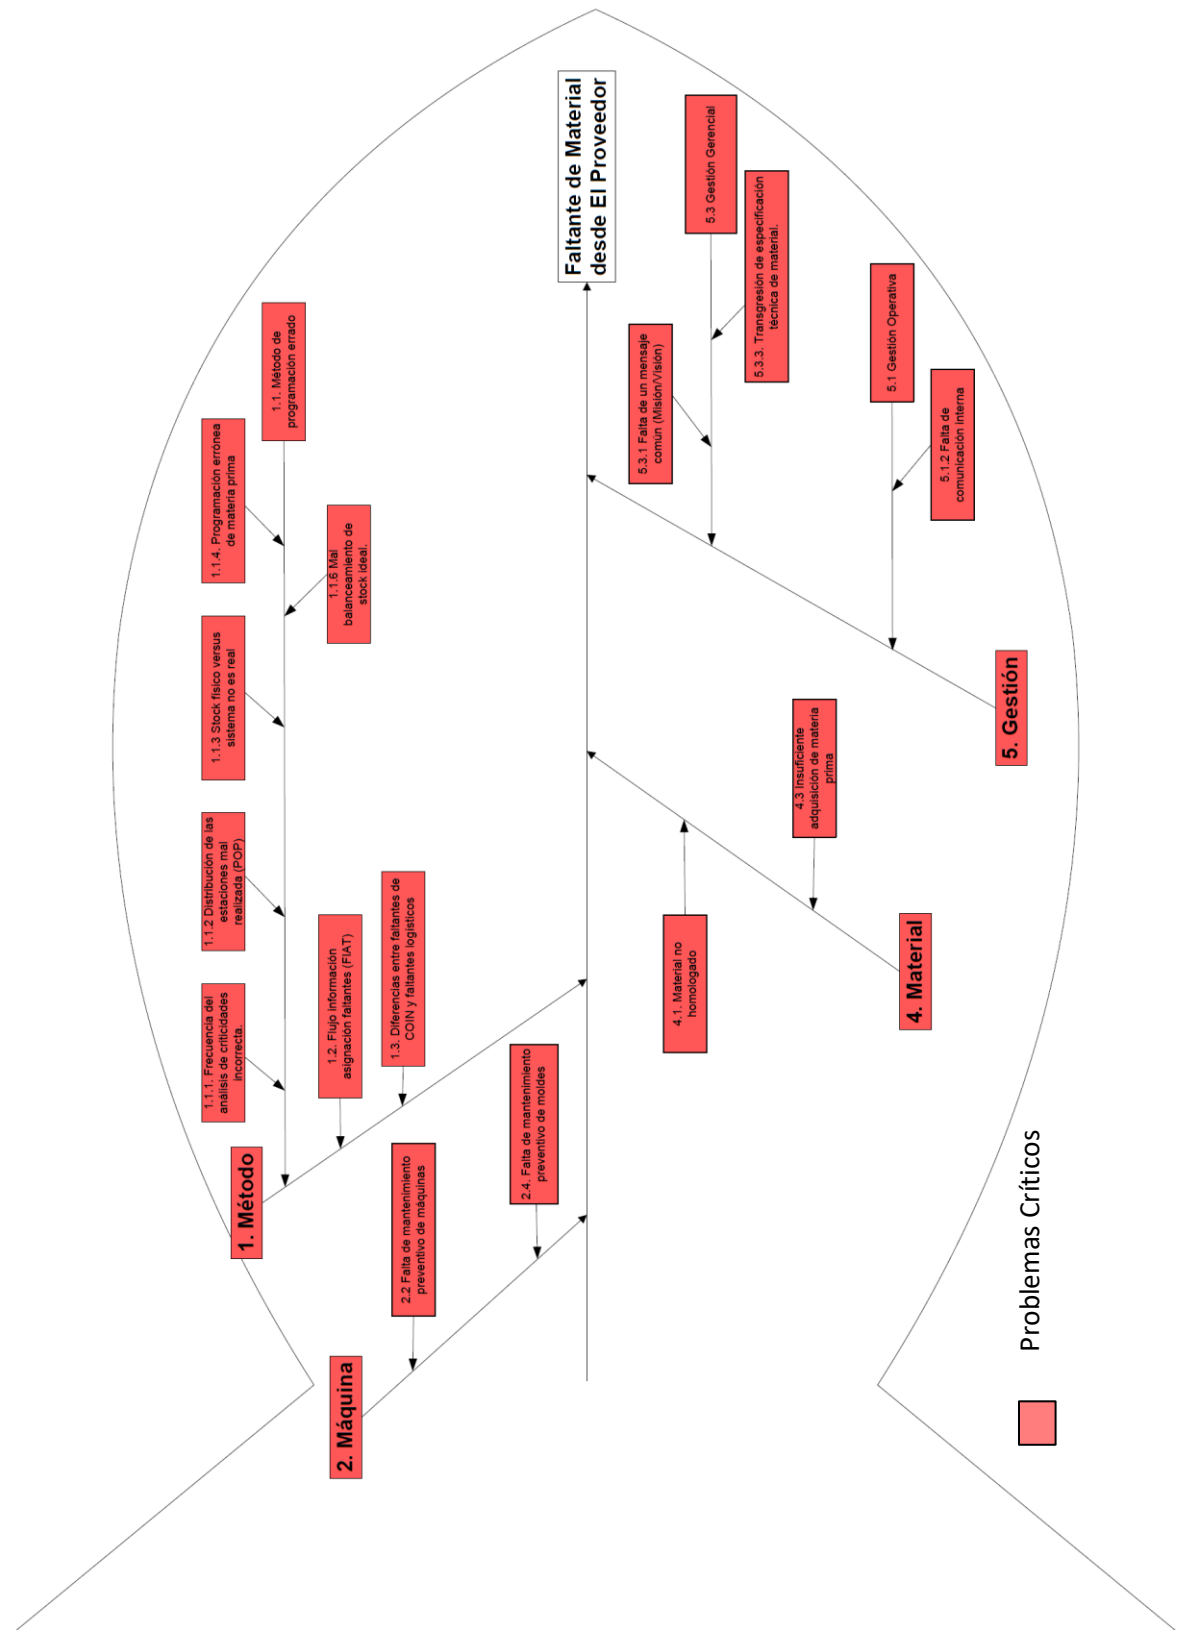 Faltante de Material
desde El Proveedor
1. Método
1.1. Método de
programación errado
1.1.1. Frecuencia del
análisis de criticidades
incorrecta.
1.1.2 Distribución de las
estaciones mal
realizada (POP)
1.1.3 Stock físico versus
sistema no es real
1.1.4. Programación errónea
de materia prima
1.1.6 Mal
balanceamiento de
stock ideal.
1.2. Flujo información
asignación faltantes (FIAT)
1.3. Diferencias entre faltantes de
COIN y faltantes logísticos
2. Máquina
2.2 Falta de mantenimiento
preventivo de máquinas
2.4. Falta de mantenimiento
preventivo de moldes
4. Material
4.1. Material no
homologado
4.3 Insuficiente
adquisición de materia
prima
5. Gestión
5.1 Gestión Operativa
5.1.2 Falta de
comunicación interna
5.3 Gestión Gerencial
5.3.1 Falta de un mensaje
común (Misión/Visión)
5.3.3. Transgresión de especificación
técnica de material.
Problemas Críticos